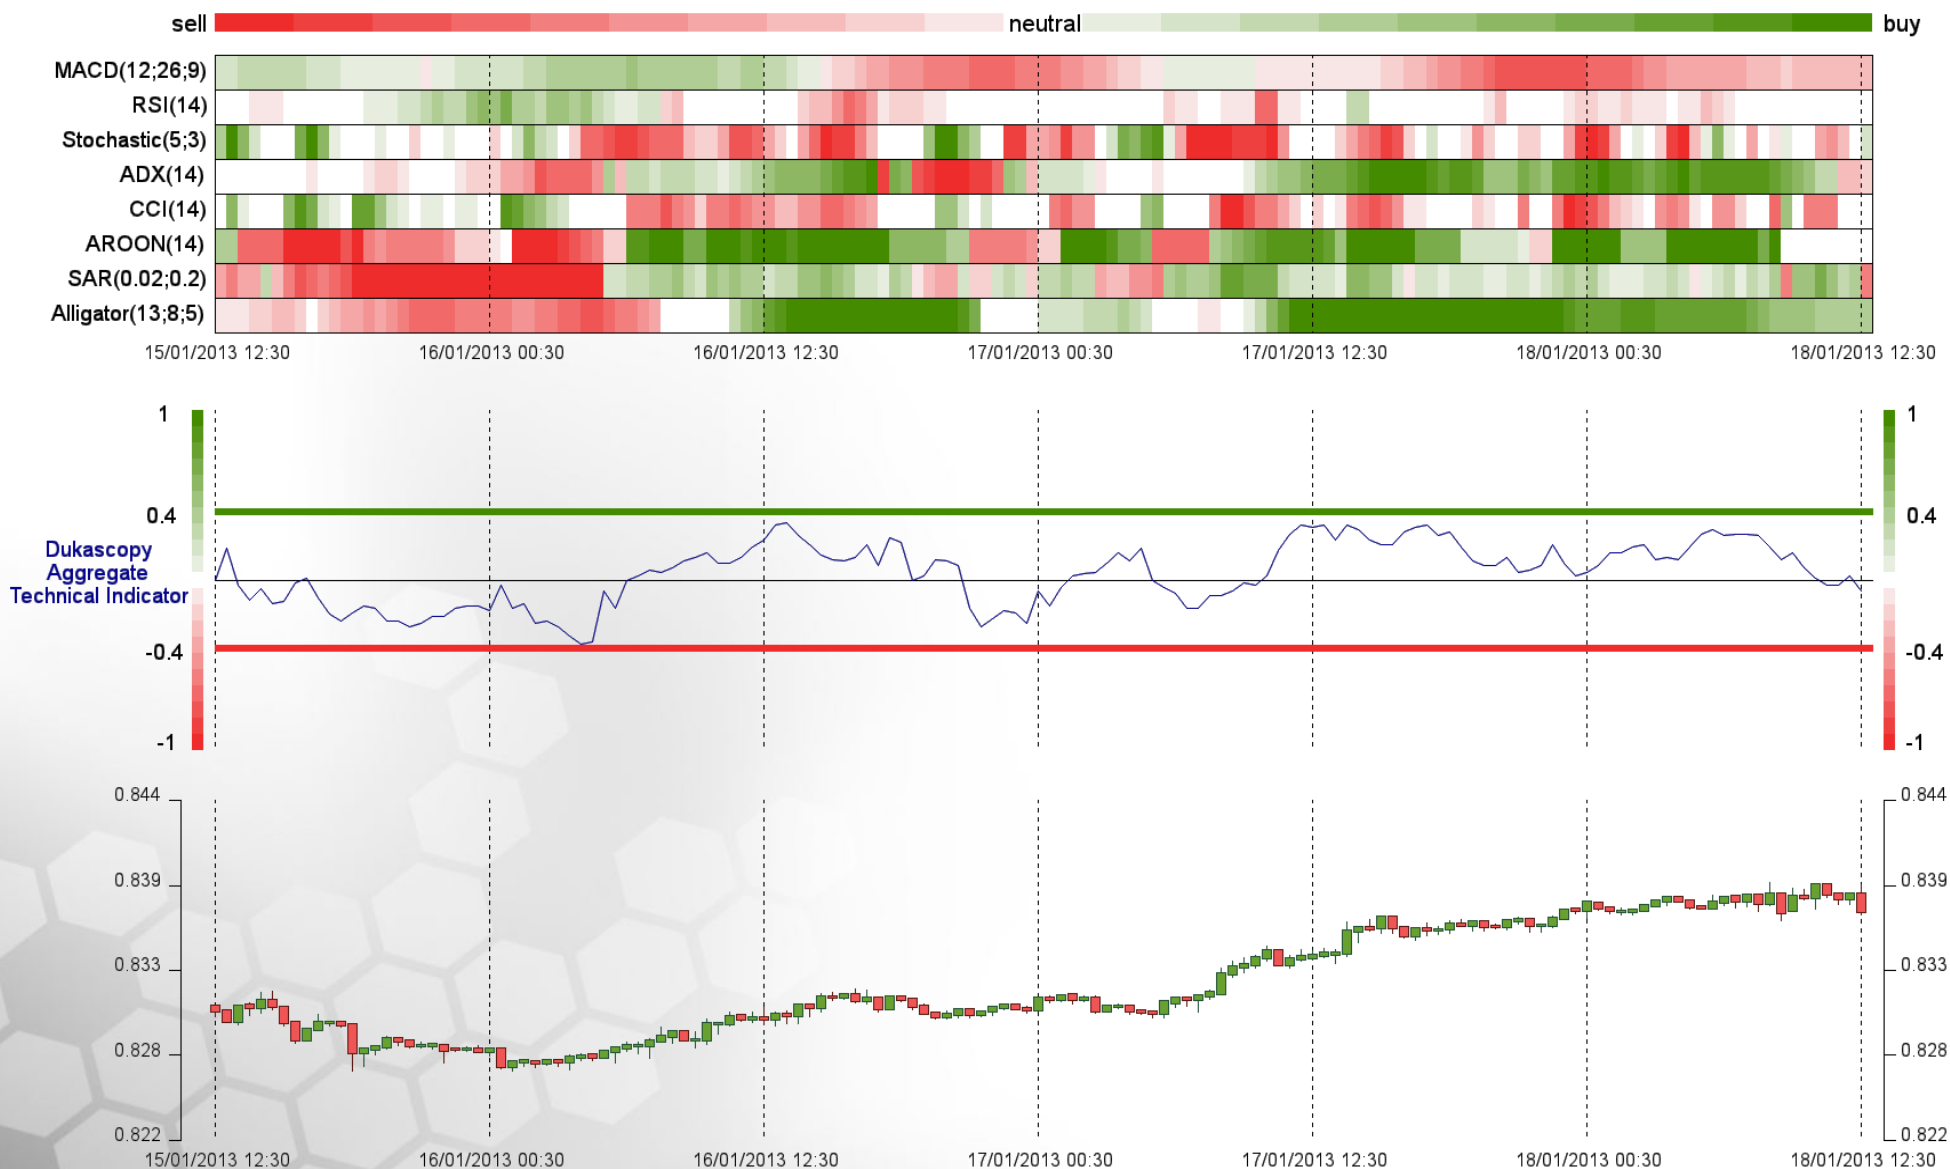 sell neutral buy
MACD(12;26;9)
RSI(14)
Stochastic(5;3)
ADX(14)
CCI(14)
AROON(14)
SAR(0.02;0.2)
Alligator(13;8;5)
15/01/2013 12:30 16/01/2013 00:30 16/01/2013 12:30 17/01/2013 00:30 17/01/2013 12:30 18/01/2013 00:30 18/01/2013 12:30
1 1
0.4 0.4
Dukascopy
Aggregate
Technical Indicator
-0.4 -0.4
-1 -1
0.844 0.844
0.839 0.839
0.833 0.833
0.828 0.828
0.822 0.822
15/01/2013 12:30 16/01/2013 00:30 16/01/2013 12:30 17/01/2013 00:30 17/01/2013 12:30 18/01/2013 00:30 18/01/2013 12:30